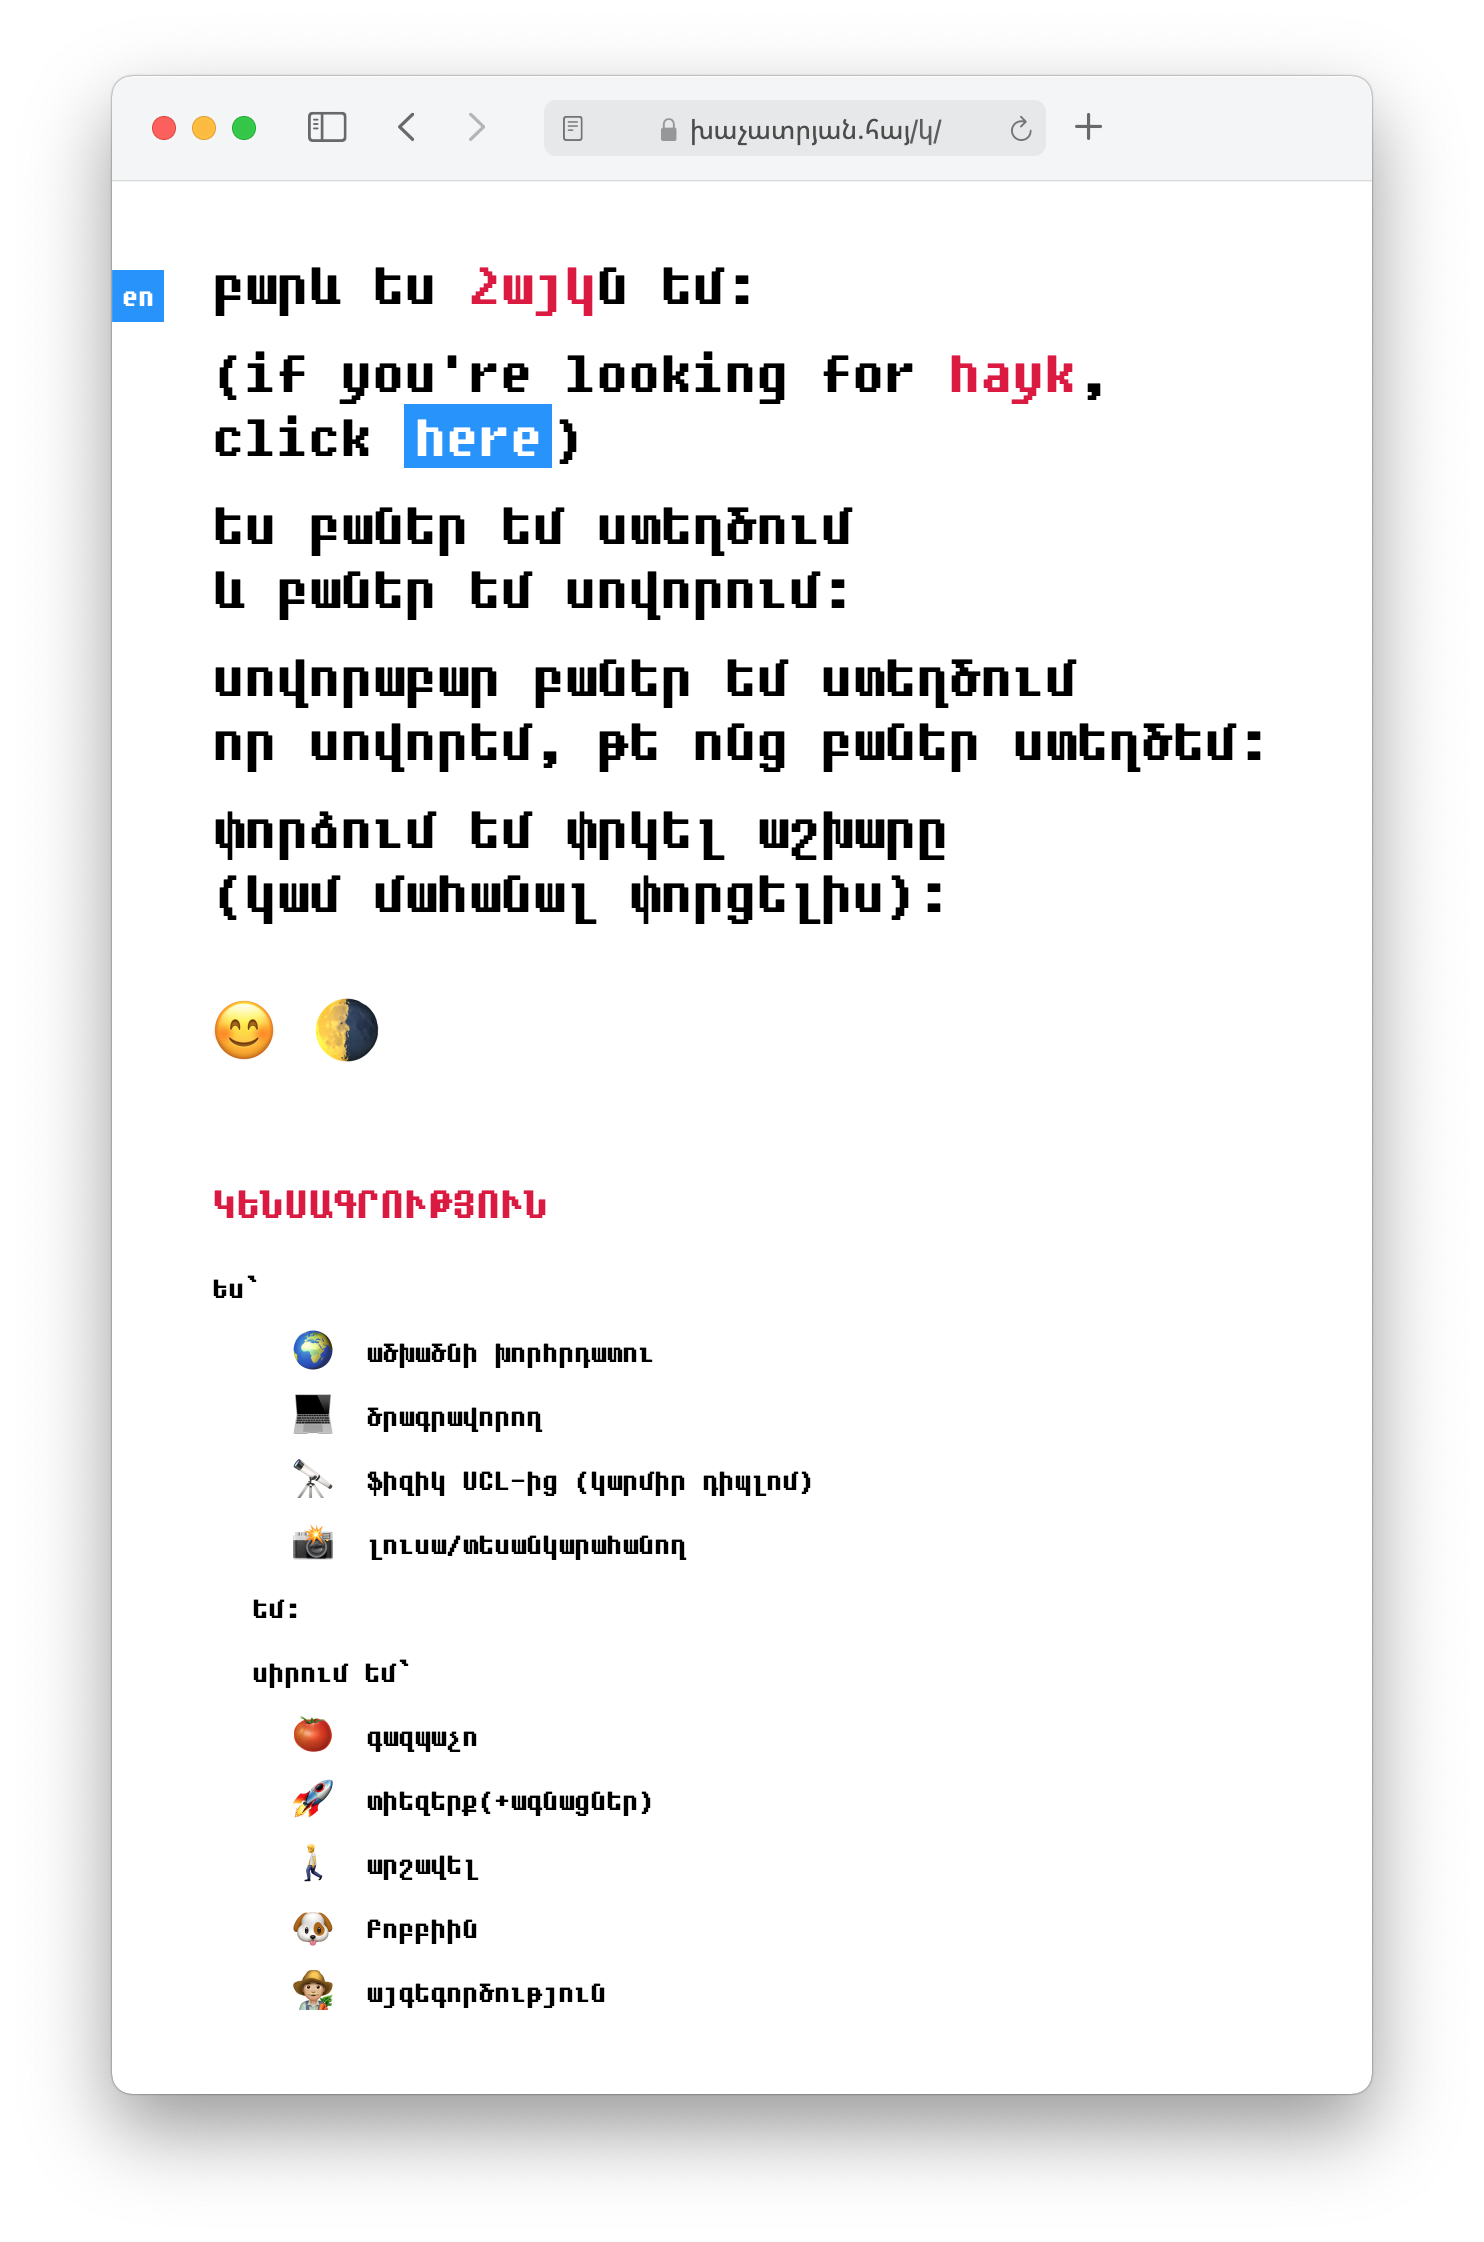 խաչատրյան.հայ/կ/
en
բարև ես Հայկն եմ:
(if you're looking for hayk,
click here)
ես բաներ եմ ստեղծում
և բաներ եմ սովորում:
սովորաբար բաներ եմ ստեղծում
որ սովորեմ, թե ոնց բաներ ստեղծեմ:
փորձում եմ փրկել աշխարը
(կամ մահանալ փորցելիս):
ԿԵՆՍԱԳՐՈՒԹՅՈՒՆ
ես՝
ածխածնի խորհրդատու
ծրագրավորող
ֆիզիկ UCL-ից (կարմիր դիպլոմ)
լուսա/տեսանկարահանող
եմ:
սիրում եմ՝
գազպաչո
տիեզերք(+ագնացներ)
արշավել
Բոբբիին
այգեգործություն